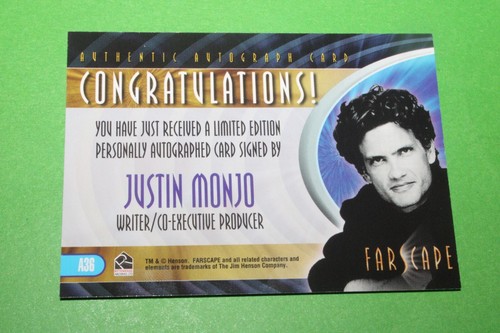 AUTHENTIC AUTOGRAPH CARD
CONGRATULATIONS!
YOU HAVE JUST RECEIVED A LIMITED EDITION
PERSONALLY AUTOGRAPHED CARD SIGNED BY
JUSTIN MONJO
WRITER/CO-EXECUTIVE PRODUCER
A36
TM & © Henson. FARSCAPE and all related characters and
elements are trademarks of The Jim Henson Company.
FARSCAPE